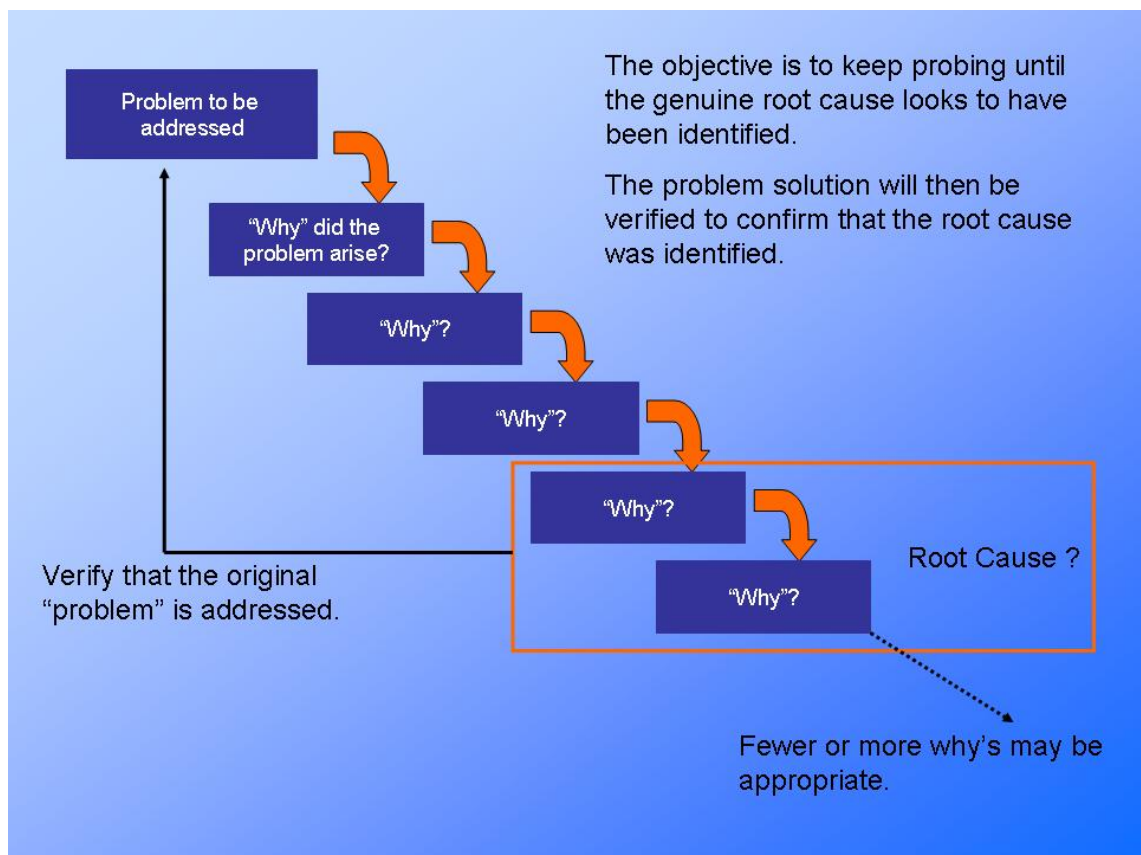 Problem to be
addressed
The objective is to keep probing until
the genuine root cause looks to have
been identified.
The problem solution will then be
verified to confirm that the root cause
was identified.
“Why” did the
problem arise?
“Why”?
“Why”?
“Why”?
“Why”?
Root Cause ?
Verify that the original
“problem” is addressed.
Fewer or more why’s may be
appropriate.